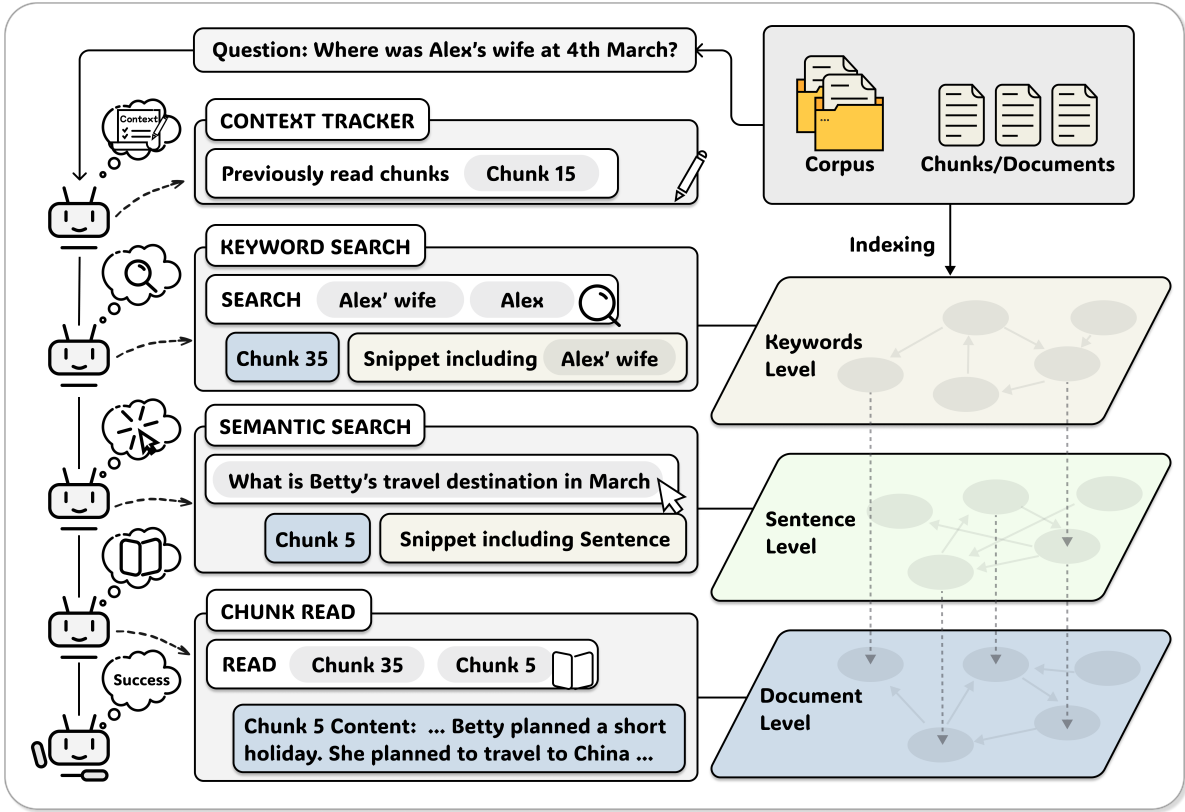 Question: Where was Alex's wife at 4th March?
Context
CONTEXT TRACKER
Previously read chunks Chunk 15
Corpus
Chunks/Documents
Indexing
KEYWORD SEARCH
SEARCH Alex' wife Alex
Chunk 35 Snippet including Alex' wife
Keywords
Level
SEMANTIC SEARCH
What is Betty's travel destination in March
Chunk 5 Snippet including Sentence
Sentence
Level
CHUNK READ
READ Chunk 35 Chunk 5
Success
Chunk 5 Content: ... Betty planned a short
holiday. She planned to travel to China ...
Document
Level